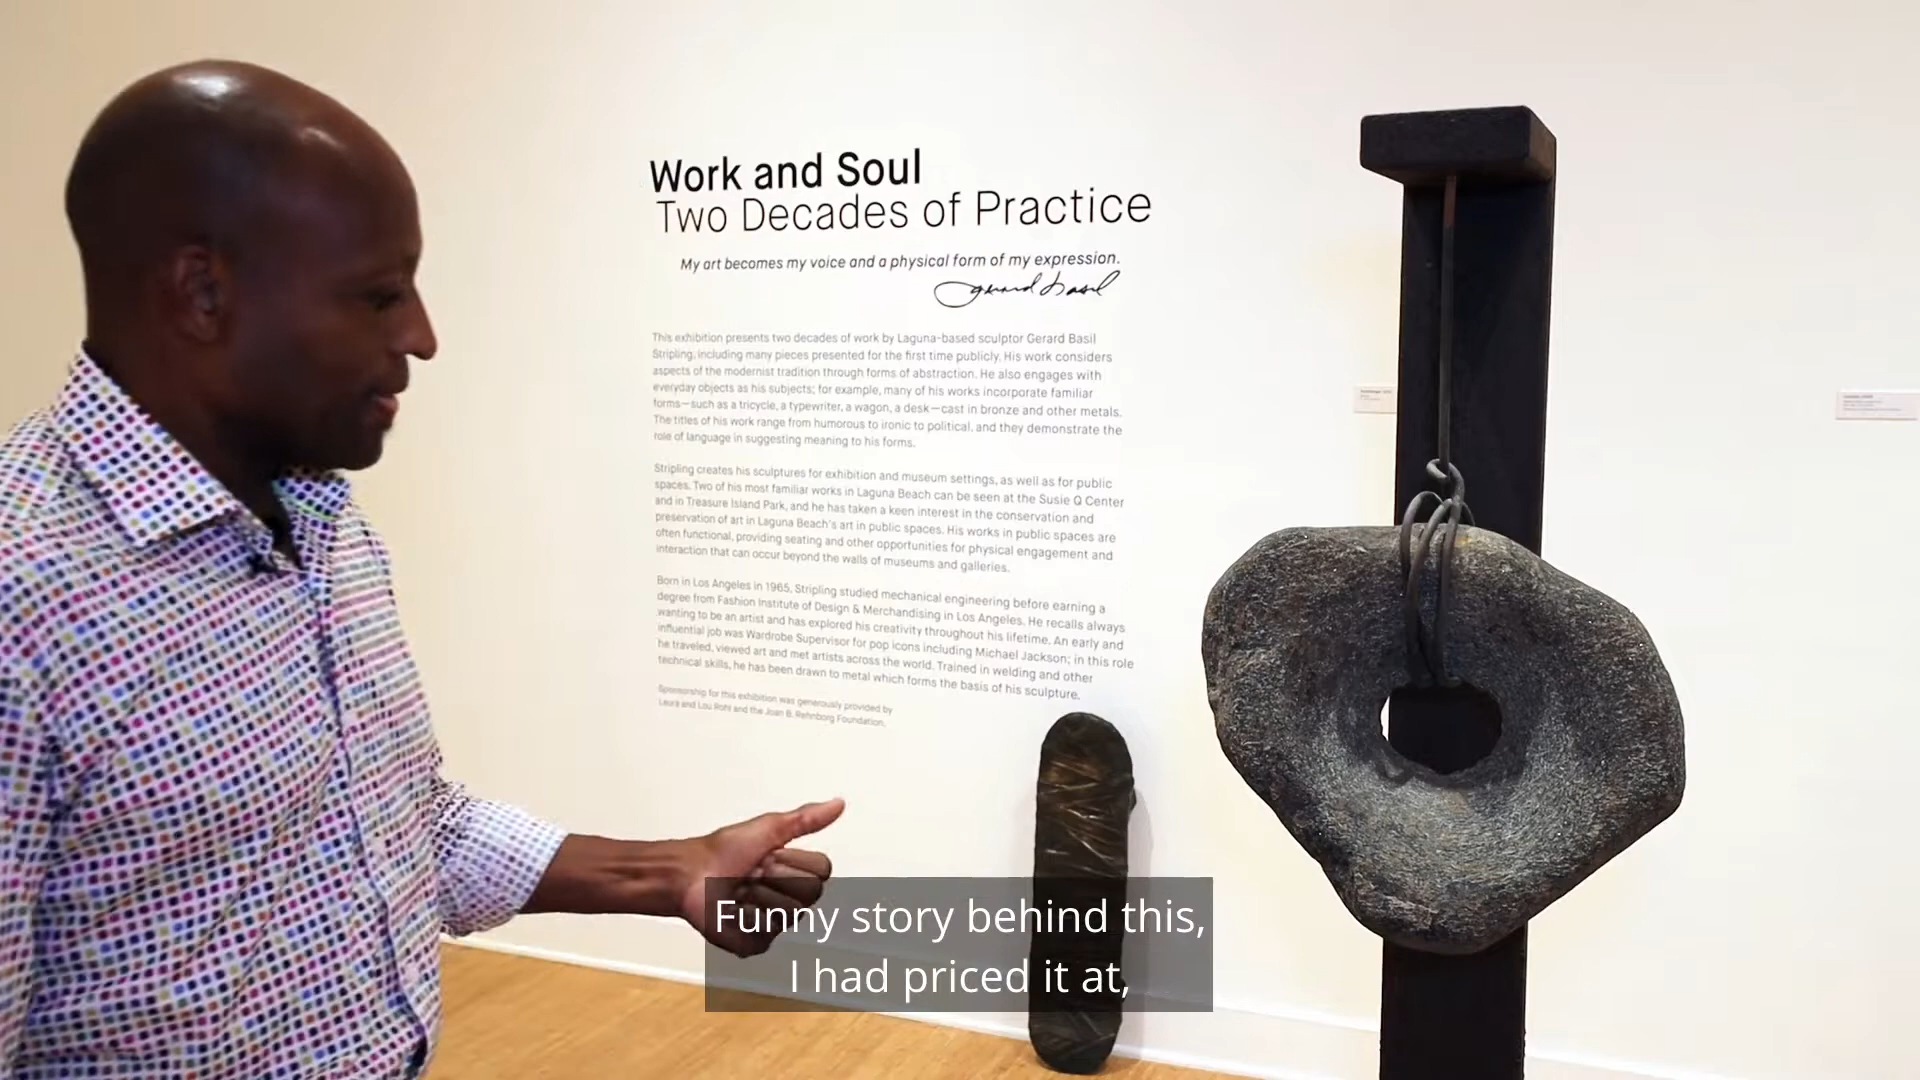 Work and Soul
Two Decades of Practice
My art becomes my voice and a physical form of my expression.
Gerard Basil
This exhibition presents two decades of work by Laguna-based sculptor Gerard Basil
Stripling, including many pieces presented for the first time publicly. His work considers
aspects of the modernist tradition through forms of abstraction. He also engages with
everyday objects as his subjects; for example, many of his works incorporate familiar
forms—such as a tricycle, a typewriter, a wagon, a desk—cast in bronze and other metals.
The titles of his work range from humorous to ironic to political, and they demonstrate the
role of language in suggesting meaning to his forms.
Stripling creates his sculptures for exhibition and museum settings, as well as for public
spaces. Two of his most familiar works in Laguna Beach can be seen at the Susie Q Center
and in Treasure Island Park, and he has taken a keen interest in the conservation and
preservation of art in Laguna Beach's art in public spaces. His works in public spaces are
often functional, providing seating and other opportunities for physical engagement and
interaction that can occur beyond the walls of museums and galleries.
Born in Los Angeles in 1965, Stripling studied mechanical engineering before earning a
degree from Fashion Institute of Design & Merchandising in Los Angeles. He recalls always
wanting to be an artist and has explored his creativity throughout his lifetime. An early and
influential job was Wardrobe Supervisor for pop icons including Michael Jackson; in this role
he traveled, viewed art and met artists across the world. Trained in welding and other
technical skills, he has been drawn to metal which forms the basis of his sculpture.
Sponsorship for this exhibition was generously provided by
Laura and Lou Rohl and the Joan B. Rehnborg Foundation.
Funny story behind this,
I had priced it at,